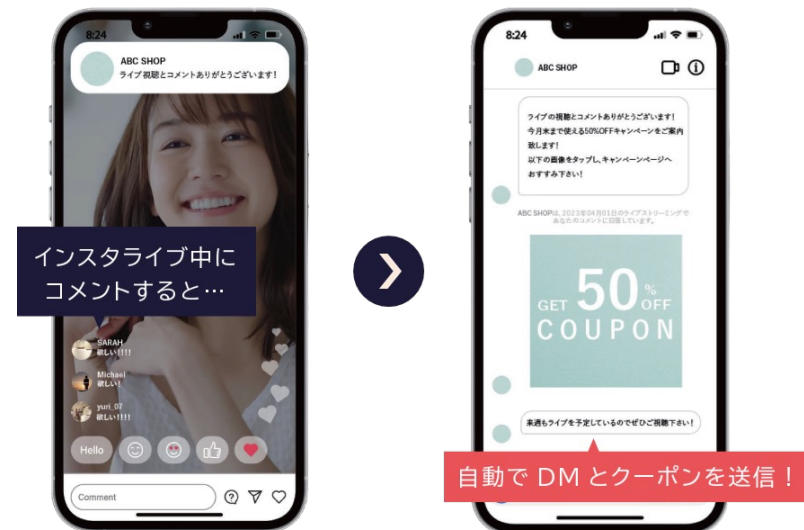 8:24
ABC SHOP
ライブ視聴とコメントありがとうございます!
インスタライブ中に
コメントすると…
SARAH
欲しい!!!!
Michael
欲しい!
yuri_07
欲しい!!!!
Hello
Comment
8:24
ABC SHOP
ライブの視聴とコメントありがとうございます!
今月末まで使える50%OFFキャンペーンをご案内
致します!
以下の画像をタップし、キャンペーンページへ
おすすみ下さい!
ABC SHOPは、2023年04月01日のライブストリーミングで
あなたのコメントに回答しています。
GET 50% OFF
COUPON
来週もライブを予定しているのでぜひご視聴下さい!
自動で DM とクーポンを送信!